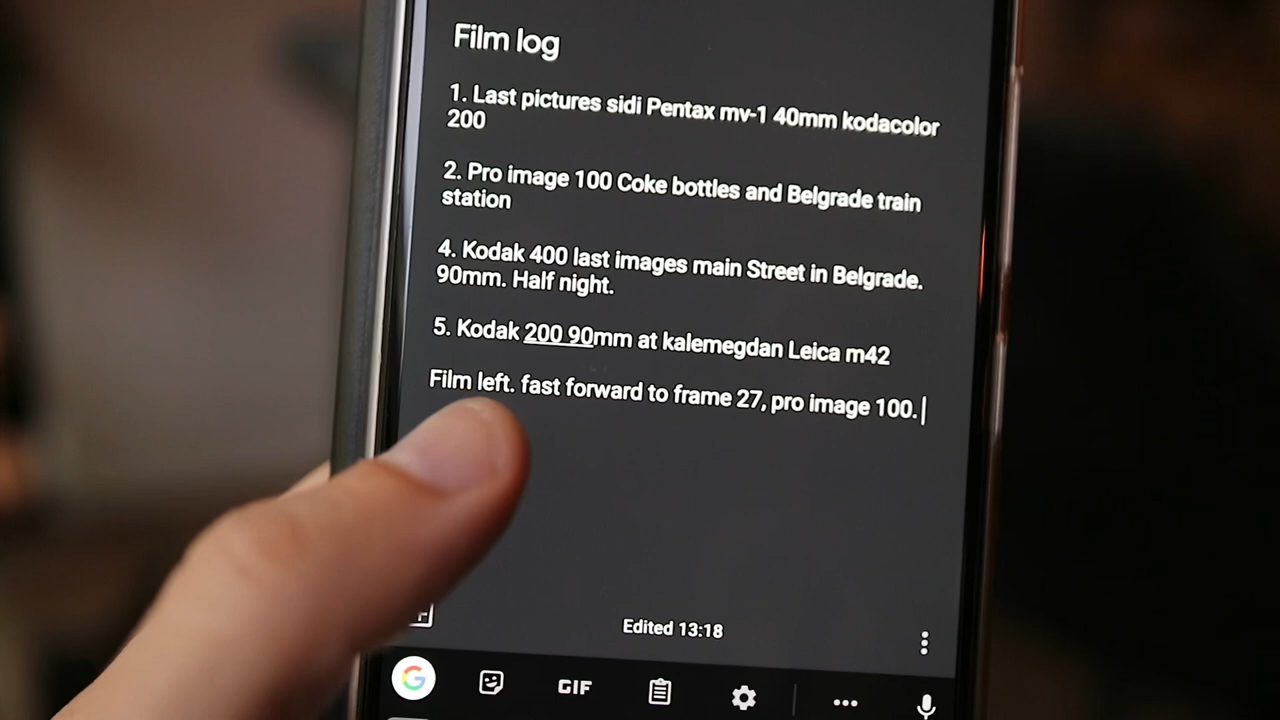 Film log
1. Last pictures sidi Pentax mv-1 40mm kodacolor
200
2. Pro image 100 Coke bottles and Belgrade train
station
4. Kodak 400 last images main Street in Belgrade.
90mm. Half night.
5. Kodak 200 90mm at kalemegdan Leica m42
Film left. fast forward to frame 27, pro image 100.
Edited 13:18
G
GIF